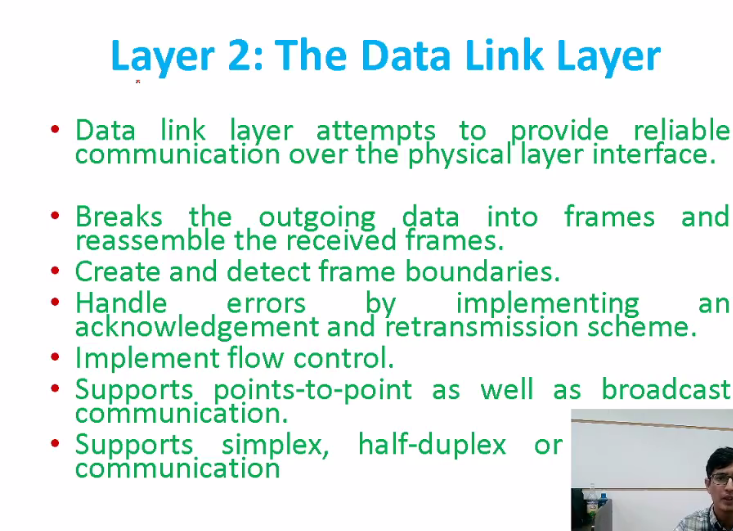 Layer 2: The Data Link Layer
• Data link layer attempts to provide reliable
communication over the physical layer interface.
• Breaks the outgoing data into frames and
reassemble the received frames.
• Create and detect frame boundaries.
• Handle errors by implementing an
acknowledgement and retransmission scheme.
• Implement flow control.
• Supports points-to-point as well as broadcast
communication.
• Supports simplex, half-duplex or
communication